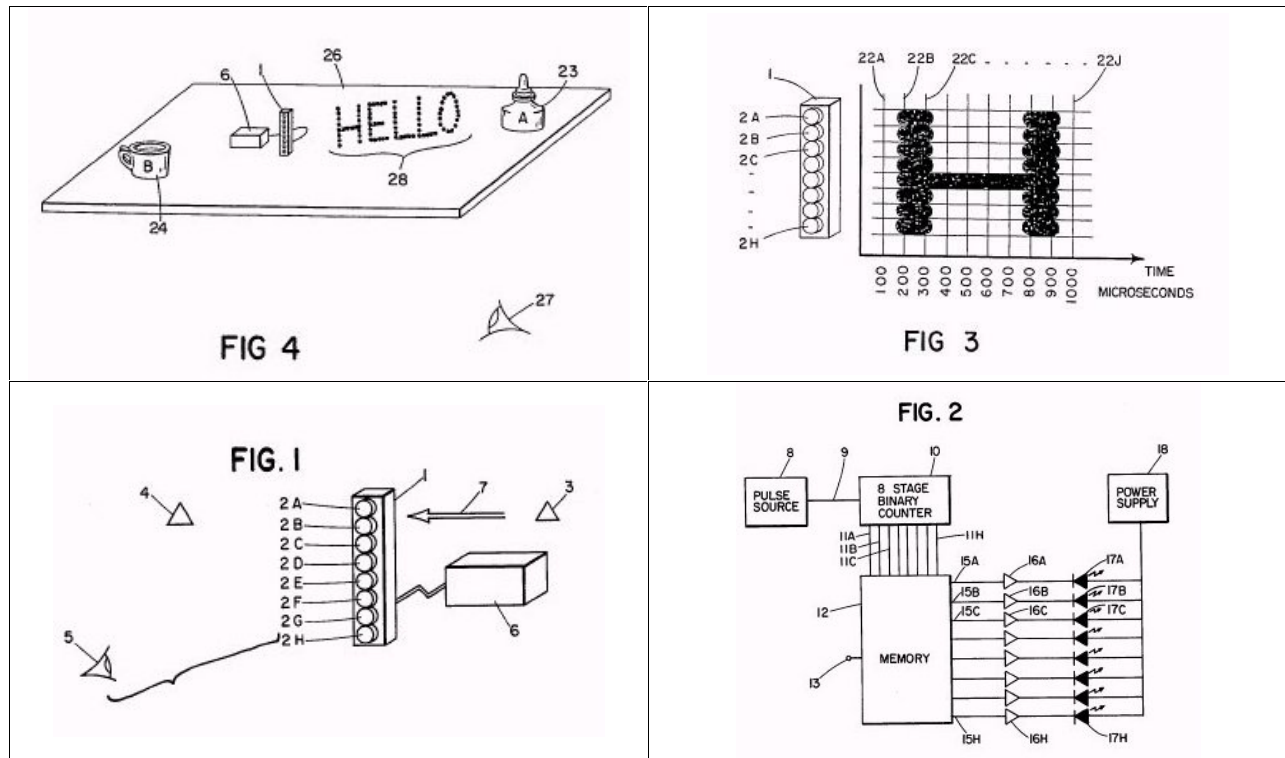 26
6
1
23
HELLO
A
B
28
24
27
FIG 4
22A
22B
22C
. . . . . .
22J
1
2A
2B
2C
-
-
-
-
2H
100
200
300
400
500
600
700
800
900
1000
TIME
MICROSECONDS
FIG 3
FIG. 1
4
1
7
3
2A
2B
2C
2D
2E
2F
2G
2H
5
6
FIG. 2
8
9
10
18
PULSE
SOURCE
8 STAGE
BINARY
COUNTER
POWER
SUPPLY
11A
11B
11C
11H
15A
16A
17A
15B
16B
17B
15C
16C
17C
12
MEMORY
13
15H
16H
17H